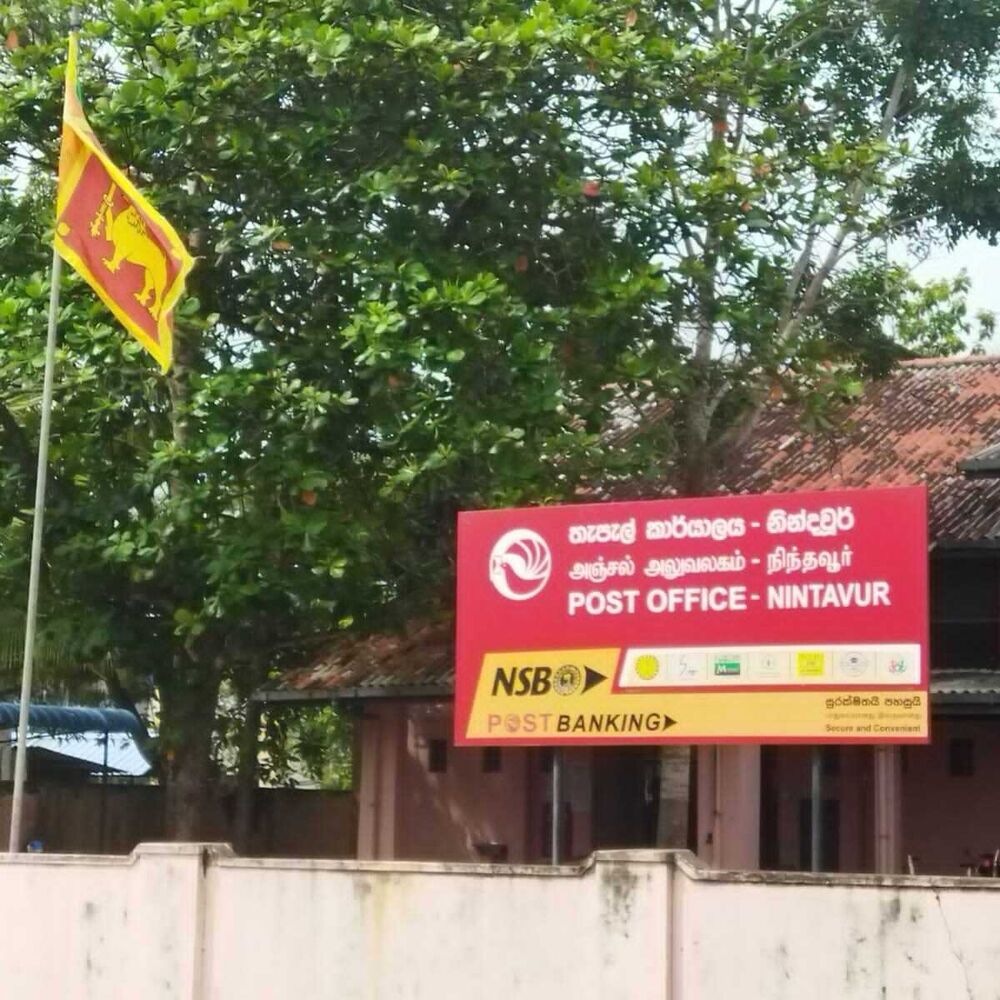 තැපැල් කාර්යාලය - නින්දවූර්
அஞ்சல் அலுவலகம் - நிந்தவூர்
POST OFFICE - NINTAVUR
NSB
POST BANKING
සුරක්ෂිතයි පහසුයි
Secure and Convenient